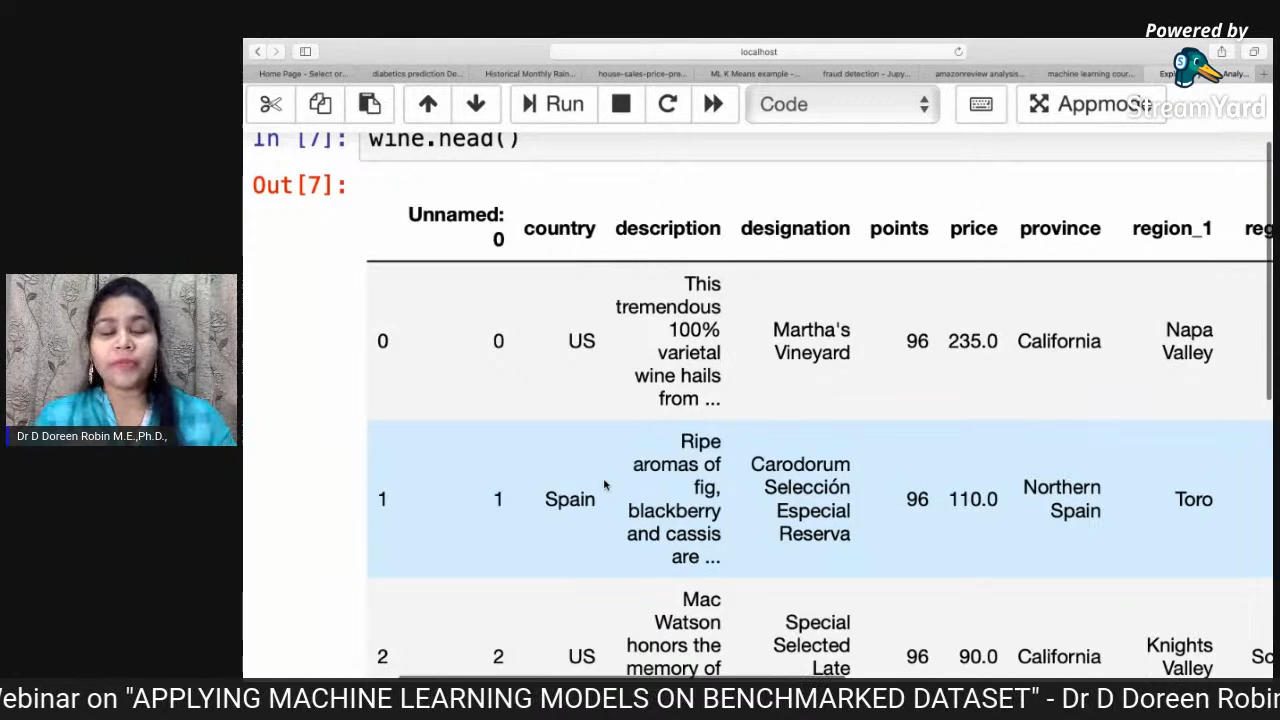 Powered by
StreamYard
localhost
Home Page - Select or...
diabetics prediction De...
Historical Monthly Rain...
house-sales-price-pre...
ML K Means example -...
fraud detection - Jupy...
amazonreview analysis...
machine learning cour...
Run
Code
Appmode
In [7]: wine.head()
Out[7]:
Unnamed: 0 country description designation points price province region_1 reg
0 0 US This tremendous 100% varietal wine hails from ... Martha's Vineyard 96 235.0 California Napa Valley
1 1 Spain Ripe aromas of fig, blackberry and cassis are ... Carodorum Selección Especial Reserva 96 110.0 Northern Spain Toro
2 2 US Mac Watson honors the memory of Special Selected Late 96 90.0 California Knights Valley So
Dr D Doreen Robin M.E.,Ph.D.,
Webinar on "APPLYING MACHINE LEARNING MODELS ON BENCHMARKED DATASET" - Dr D Doreen Robin